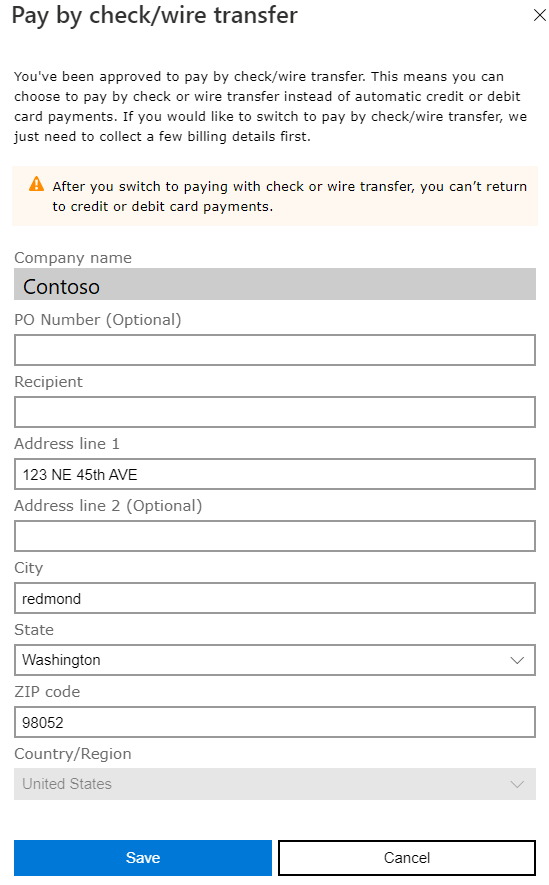 Pay by check/wire transfer
You've been approved to pay by check/wire transfer. This means you can
choose to pay by check or wire transfer instead of automatic credit or debit
card payments. If you would like to switch to pay by check/wire transfer, we
just need to collect a few billing details first.
After you switch to paying with check or wire transfer, you can’t return
to credit or debit card payments.
Company name
Contoso
PO Number (Optional)
Recipient
Address line 1
123 NE 45th AVE
Address line 2 (Optional)
City
redmond
State
Washington
ZIP code
98052
Country/Region
United States
Save
Cancel